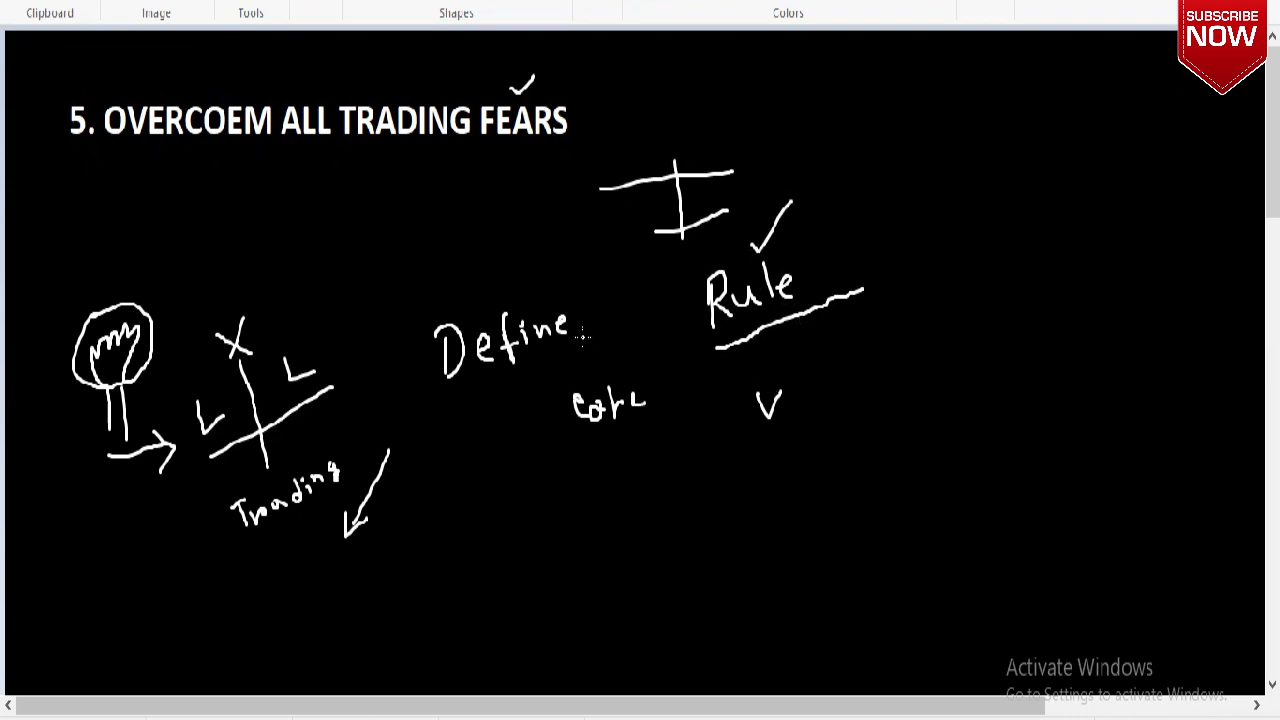 Clipboard Image Tools Shapes Colors
SUBSCRIBE
NOW
5. OVERCOEM ALL TRADING FEARS
Rule
Define
X
L
L
Trading
Activate Windows
Go to Settings to activate Windows.